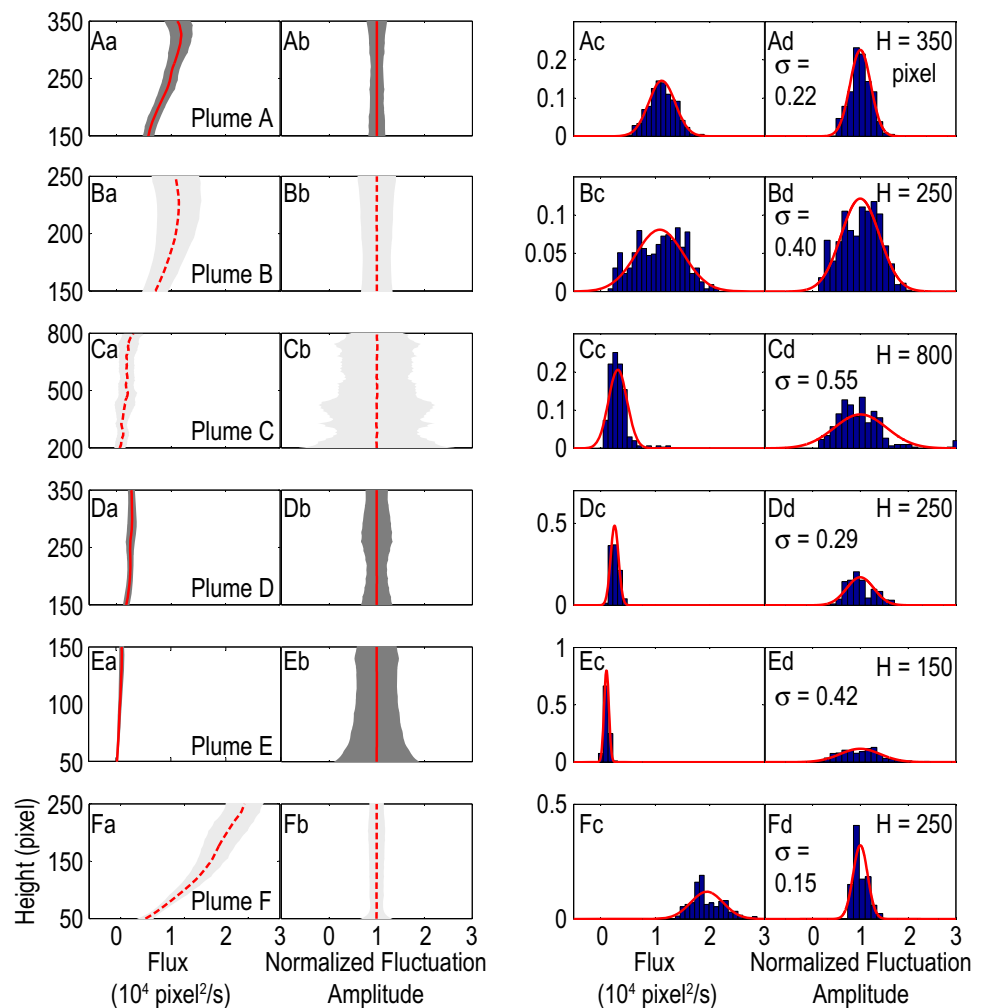 350
250
150
Aa
Plume A
Ab
0.2
0.1
0
Ac
Ad
σ =
0.22
H = 350
pixel
250
200
150
Ba
Plume B
Bb
0.1
0.05
0
Bc
Bd
σ =
0.40
H = 250
800
500
200
Ca
Plume C
Cb
0.2
0.1
0
Cc
Cd
σ = 0.55
H = 800
350
250
150
Da
Plume D
Db
0.5
0
Dc
Dd
σ = 0.29
H = 250
150
100
50
Ea
Plume E
Eb
1
0.5
0
Ec
Ed
σ = 0.42
H = 150
Height (pixel)
250
150
50
Fa
Plume F
Fb
0.5
0
Fc
Fd
σ =
0.15
H = 250
0 1 2 3
0 1 2 3
0 1 2 3
0 1 2 3
Flux
(10⁴ pixel²/s)
Normalized Fluctuation
Amplitude
Flux
(10⁴ pixel²/s)
Normalized Fluctuation
Amplitude